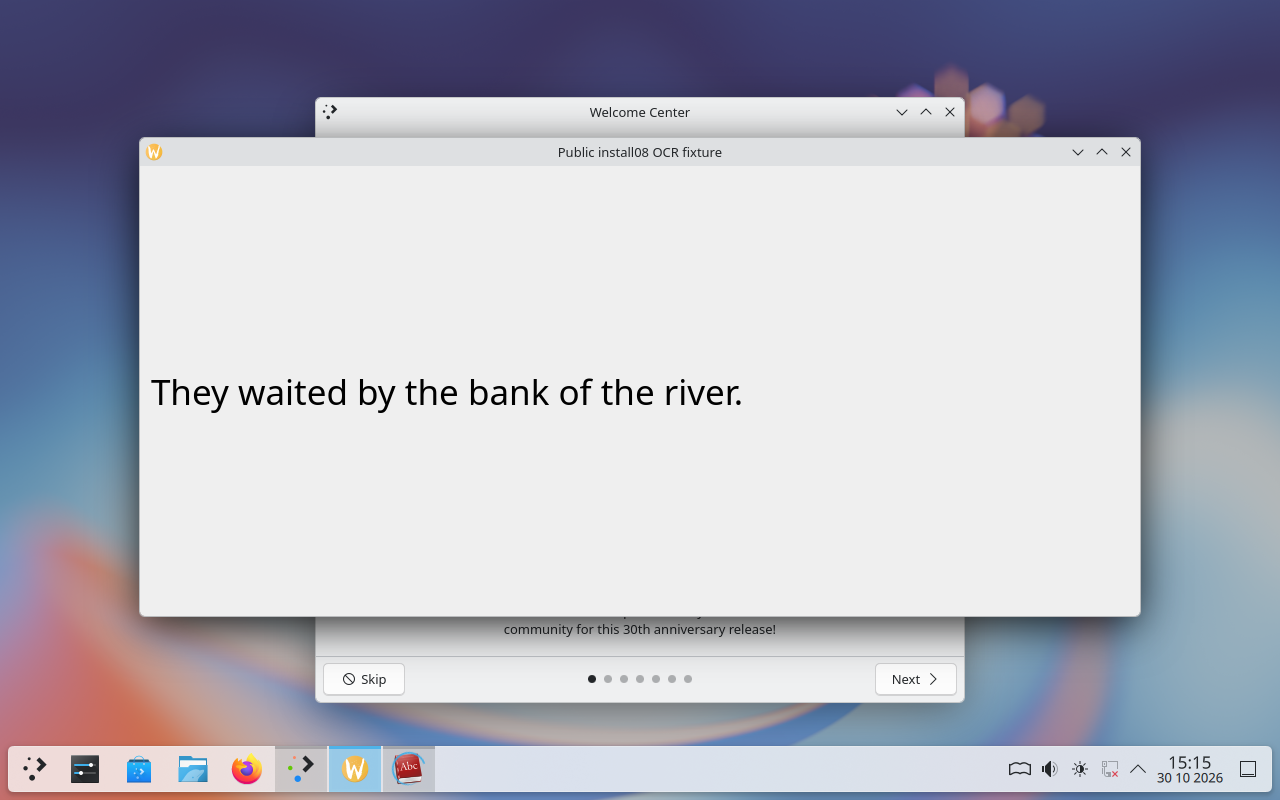 Welcome Center
Public install08 OCR fixture
They waited by the bank of the river.
community for this 30th anniversary release!
Skip
Next
Abc
15:15
30 10 2026